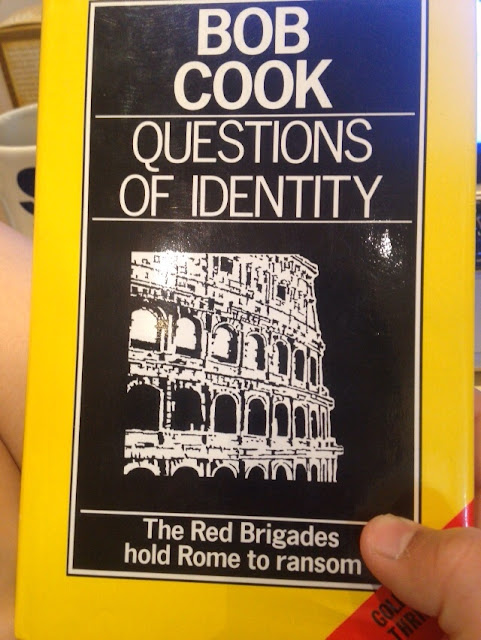 BOB
COOK
QUESTIONS
OF IDENTITY
The Red Brigades
hold Rome to ransom